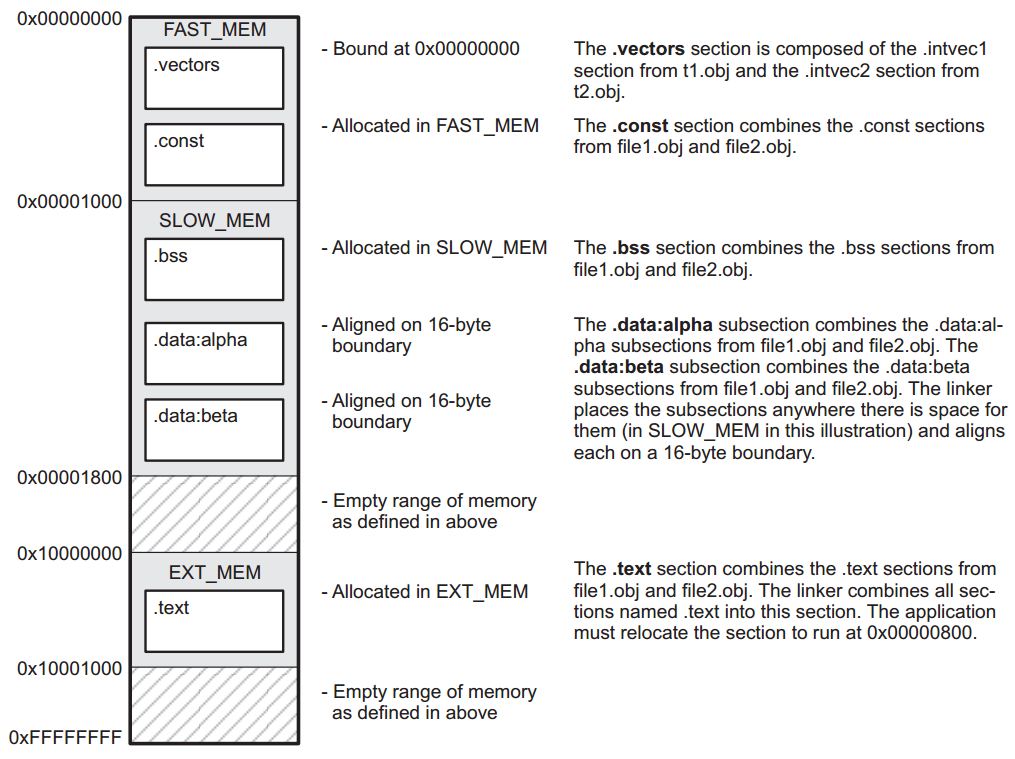 0x00000000
FAST_MEM
.vectors
- Bound at 0x00000000
The .vectors section is composed of the .intvec1
section from t1.obj and the .intvec2 section from
t2.obj.
.const
- Allocated in FAST_MEM
The .const section combines the .const sections
from file1.obj and file2.obj.
0x00001000
SLOW_MEM
.bss
- Allocated in SLOW_MEM
The .bss section combines the .bss sections from
file1.obj and file2.obj.
.data:alpha
- Aligned on 16-byte
boundary
The .data:alpha subsection combines the .data:al-
pha subsections from file1.obj and file2.obj. The
.data:beta subsection combines the .data:beta
subsections from file1.obj and file2.obj. The linker
places the subsections anywhere there is space for
them (in SLOW_MEM in this illustration) and aligns
each on a 16-byte boundary.
.data:beta
- Aligned on 16-byte
boundary
0x00001800
- Empty range of memory
as defined in above
0x10000000
EXT_MEM
.text
- Allocated in EXT_MEM
The .text section combines the .text sections from
file1.obj and file2.obj. The linker combines all sec-
tions named .text into this section. The application
must relocate the section to run at 0x00000800.
0x10001000
- Empty range of memory
as defined in above
0xFFFFFFFF